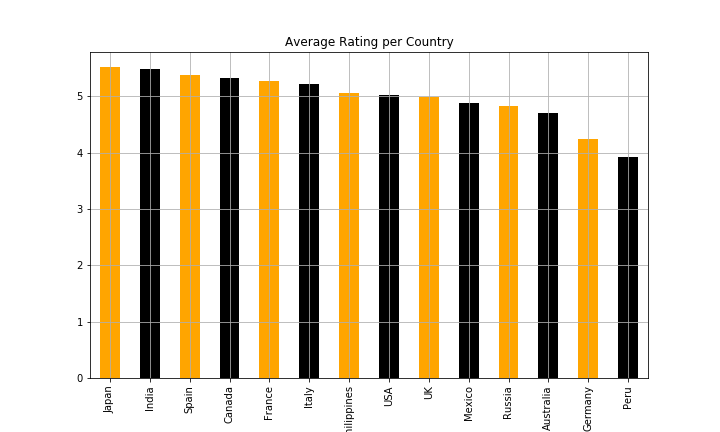 Average Rating per Country
5
4
3
2
1
0
Japan
India
Spain
Canada
France
Italy
hilippines
USA
UK
Mexico
Russia
Australia
Germany
Peru